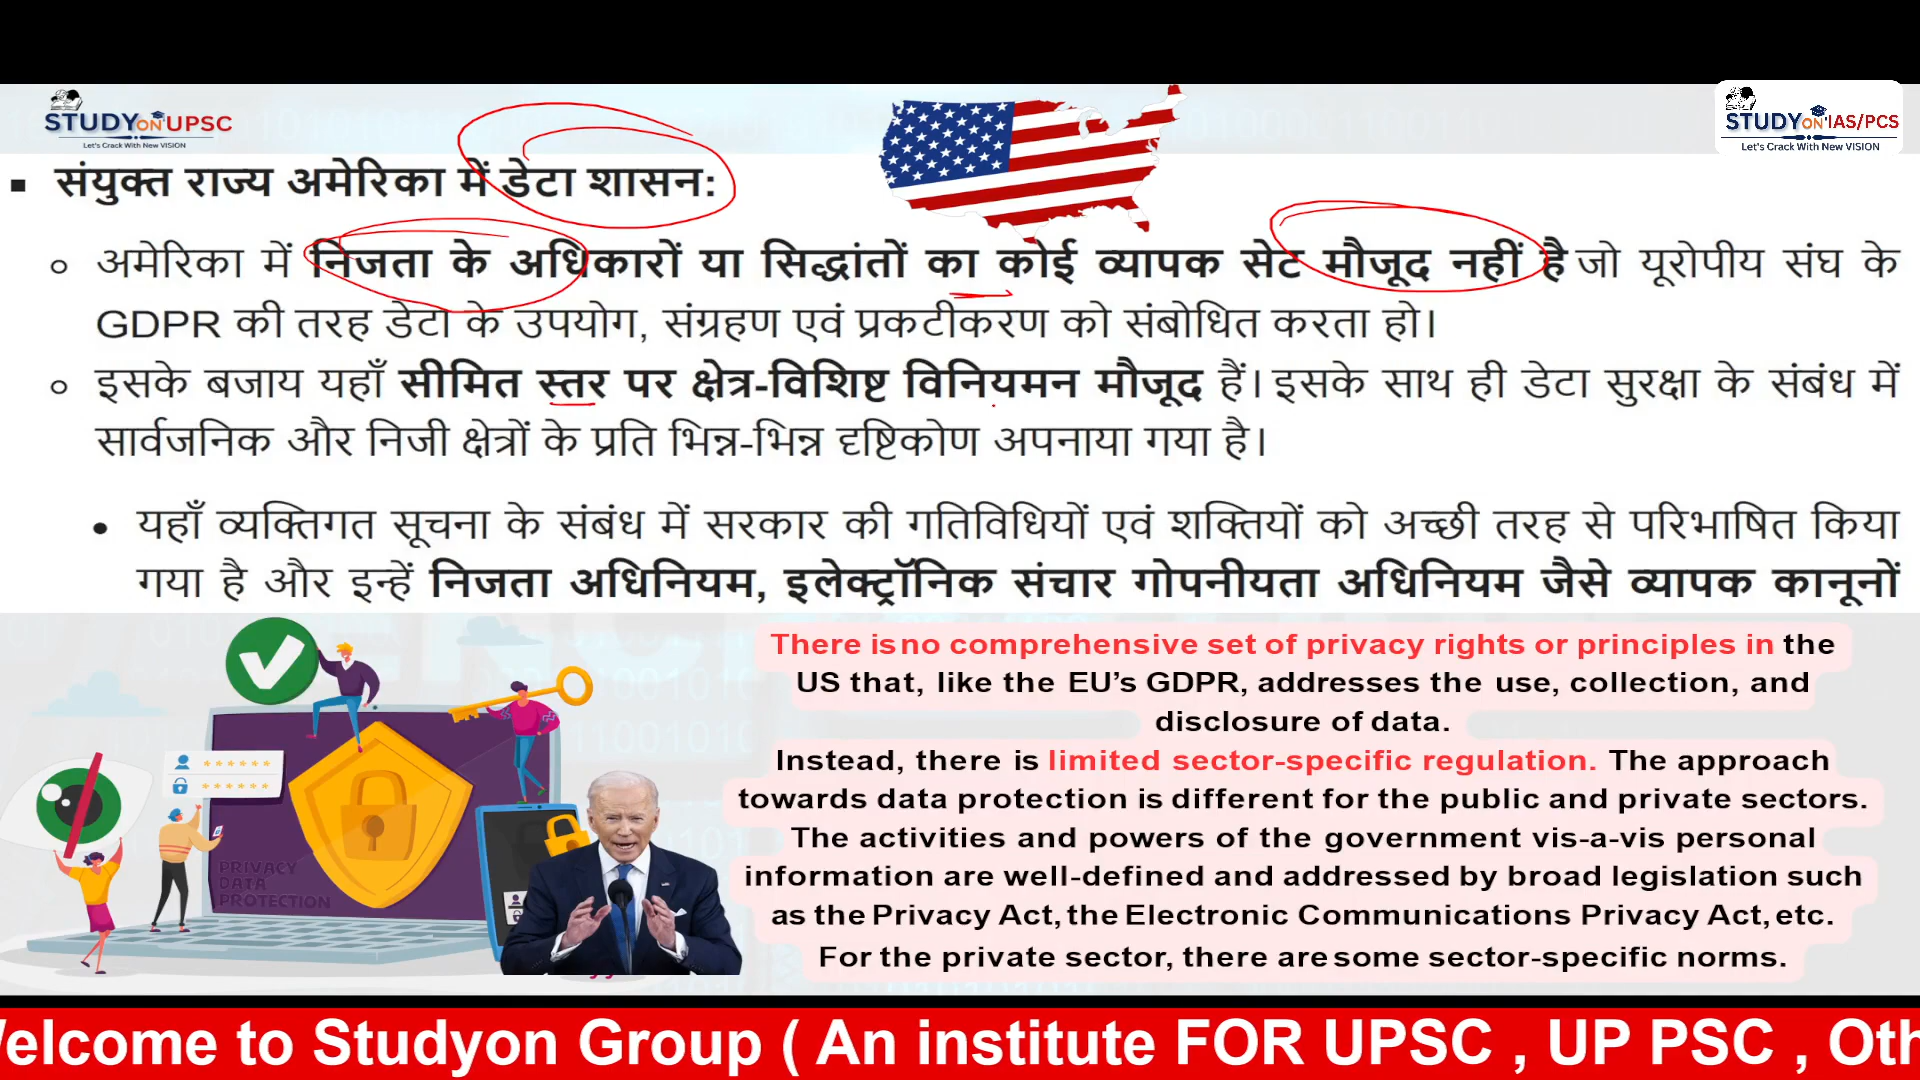 STUDYON UPSC
Let's Crack With New VISION
STUDYON IAS/PCS
Let's Crack With New VISION
▪ संयुक्त राज्य अमेरिका में डेटा शासन:
○ अमेरिका में निजता के अधिकारों या सिद्धांतों का कोई व्यापक सेट मौजूद नहीं है जो यूरोपीय संघ के
GDPR की तरह डेटा के उपयोग, संग्रहण एवं प्रकटीकरण को संबोधित करता हो।
○ इसके बजाय यहाँ सीमित स्तर पर क्षेत्र-विशिष्ट विनियमन मौजूद हैं। इसके साथ ही डेटा सुरक्षा के संबंध में
सार्वजनिक और निजी क्षेत्रों के प्रति भिन्न-भिन्न दृष्टिकोण अपनाया गया है।
• यहाँ व्यक्तिगत सूचना के संबंध में सरकार की गतिविधियों एवं शक्तियों को अच्छी तरह से परिभाषित किया
गया है और इन्हें निजता अधिनियम, इलेक्ट्रॉनिक संचार गोपनीयता अधिनियम जैसे व्यापक कानूनों
There is no comprehensive set of privacy rights or principles in the
US that, like the EU’s GDPR, addresses the use, collection, and
disclosure of data.
Instead, there is limited sector-specific regulation. The approach
towards data protection is different for the public and private sectors.
The activities and powers of the government vis-a-vis personal
information are well-defined and addressed by broad legislation such
as the Privacy Act, the Electronic Communications Privacy Act, etc.
For the private sector, there are some sector-specific norms.
PRIVACY
DATA
PROTECTION
Welcome to Studyon Group ( An institute FOR UPSC , UP PSC , Oth